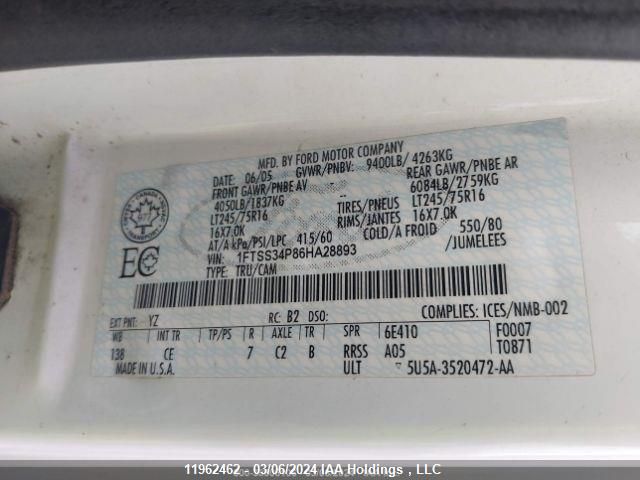 MFD. BY FORD MOTOR COMPANY
DATE: 06/05 GVWR/PNBV: 9400LB/ 4263KG
FRONT GAWR/PNBE AV REAR GAWR/PNBE AR
4050LB/1837KG 6084LB/2759KG
LT245/75R16 TIRES/PNEUS LT245/75R16
16X7.0K RIMS/JANTES 16X7.0K
AT/A kPa/PSI/LPC 415/60 COLD/A FROID 550/80
VIN: 1FTSS34P86HA28893 /JUMELEES
TYPE: TRU/CAM
EC
EXT PNT: YZ RC: B2 DSO: COMPLIES: ICES/NMB-002
WB INT TR TP/PS R AXLE TR SPR 6E410 F0007
138 CE 7 C2 B RRSS A05 T0871
MADE IN U.S.A. ULT 5U5A-3520472-AA
11962462 - 03/06/2024 IAA Holdings , LLC